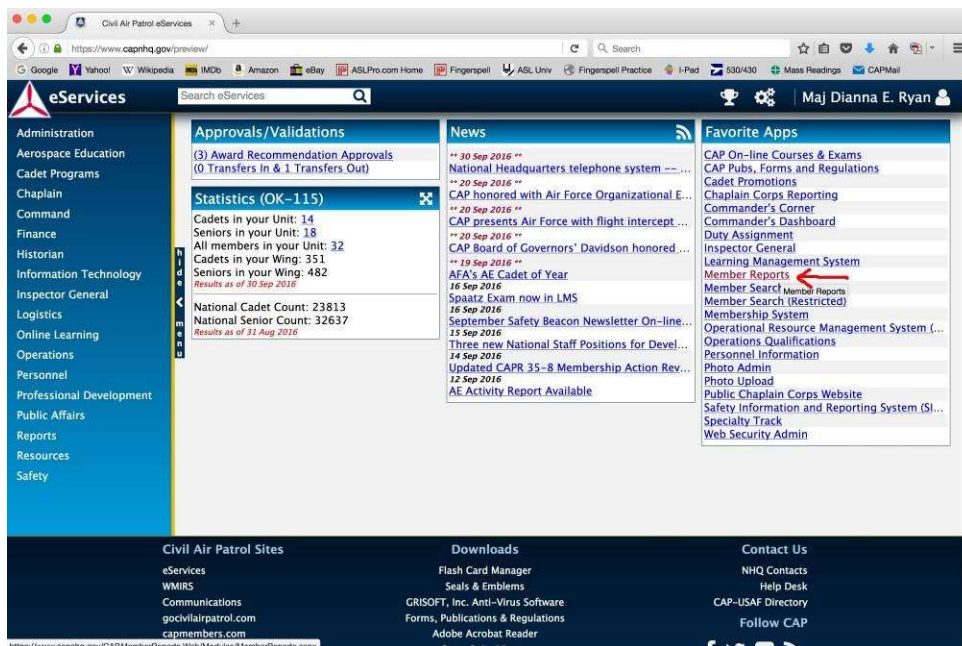 Civil Air Patrol eServices
https://www.capnhq.gov/preview/
Search
Google Yahoo! Wikipedia IMDb Amazon eBay ASLPro.com Home Fingerspell ASL Univ Fingerspell Practice I-Pad 530/430 Mass Readings CAPMail
eServices
Search eServices
Maj Dianna E. Ryan
Administration
Aerospace Education
Cadet Programs
Chaplain
Command
Finance
Historian
Information Technology
Inspector General
Logistics
Online Learning
Operations
Personnel
Professional Development
Public Affairs
Reports
Resources
Safety
hide menu
Approvals/Validations
(3) Award Recommendation Approvals
(0 Transfers In & 1 Transfers Out)
Statistics (OK-115)
Cadets in your Unit: 14
Seniors in your Unit: 18
All members in your Unit: 32
Cadets in your Wing: 351
Seniors in your Wing: 482
Results as of 30 Sep 2016
National Cadet Count: 23813
National Senior Count: 32637
Results as of 31 Aug 2016
News
** 30 Sep 2016 **
National Headquarters telephone system -- ...
** 20 Sep 2016 **
CAP honored with Air Force Organizational E...
** 20 Sep 2016 **
CAP presents Air Force with flight intercept ...
** 20 Sep 2016 **
CAP Board of Governors' Davidson honored ...
** 19 Sep 2016 **
AFA's AE Cadet of Year
16 Sep 2016
Spaatz Exam now in LMS
16 Sep 2016
September Safety Beacon Newsletter On-line...
15 Sep 2016
Three new National Staff Positions for Devel...
14 Sep 2016
Updated CAPR 35-8 Membership Action Rev...
12 Sep 2016
AE Activity Report Available
Favorite Apps
CAP On-line Courses & Exams
CAP Pubs, Forms and Regulations
Cadet Promotions
Chaplain Corps Reporting
Commander's Corner
Commander's Dashboard
Duty Assignment
Inspector General
Learning Management System
Member Reports
Member Search
Member Reports
Member Search (Restricted)
Membership System
Operational Resource Management System (...
Operations Qualifications
Personnel Information
Photo Admin
Photo Upload
Public Chaplain Corps Website
Safety Information and Reporting System (SI...
Specialty Track
Web Security Admin
Civil Air Patrol Sites
eServices
WMIRS
Communications
gocivilairpatrol.com
capmembers.com
Downloads
Flash Card Manager
Seals & Emblems
GRISOFT, Inc. Anti-Virus Software
Forms, Publications & Regulations
Adobe Acrobat Reader
Contact Us
NHQ Contacts
Help Desk
CAP-USAF Directory
Follow CAP